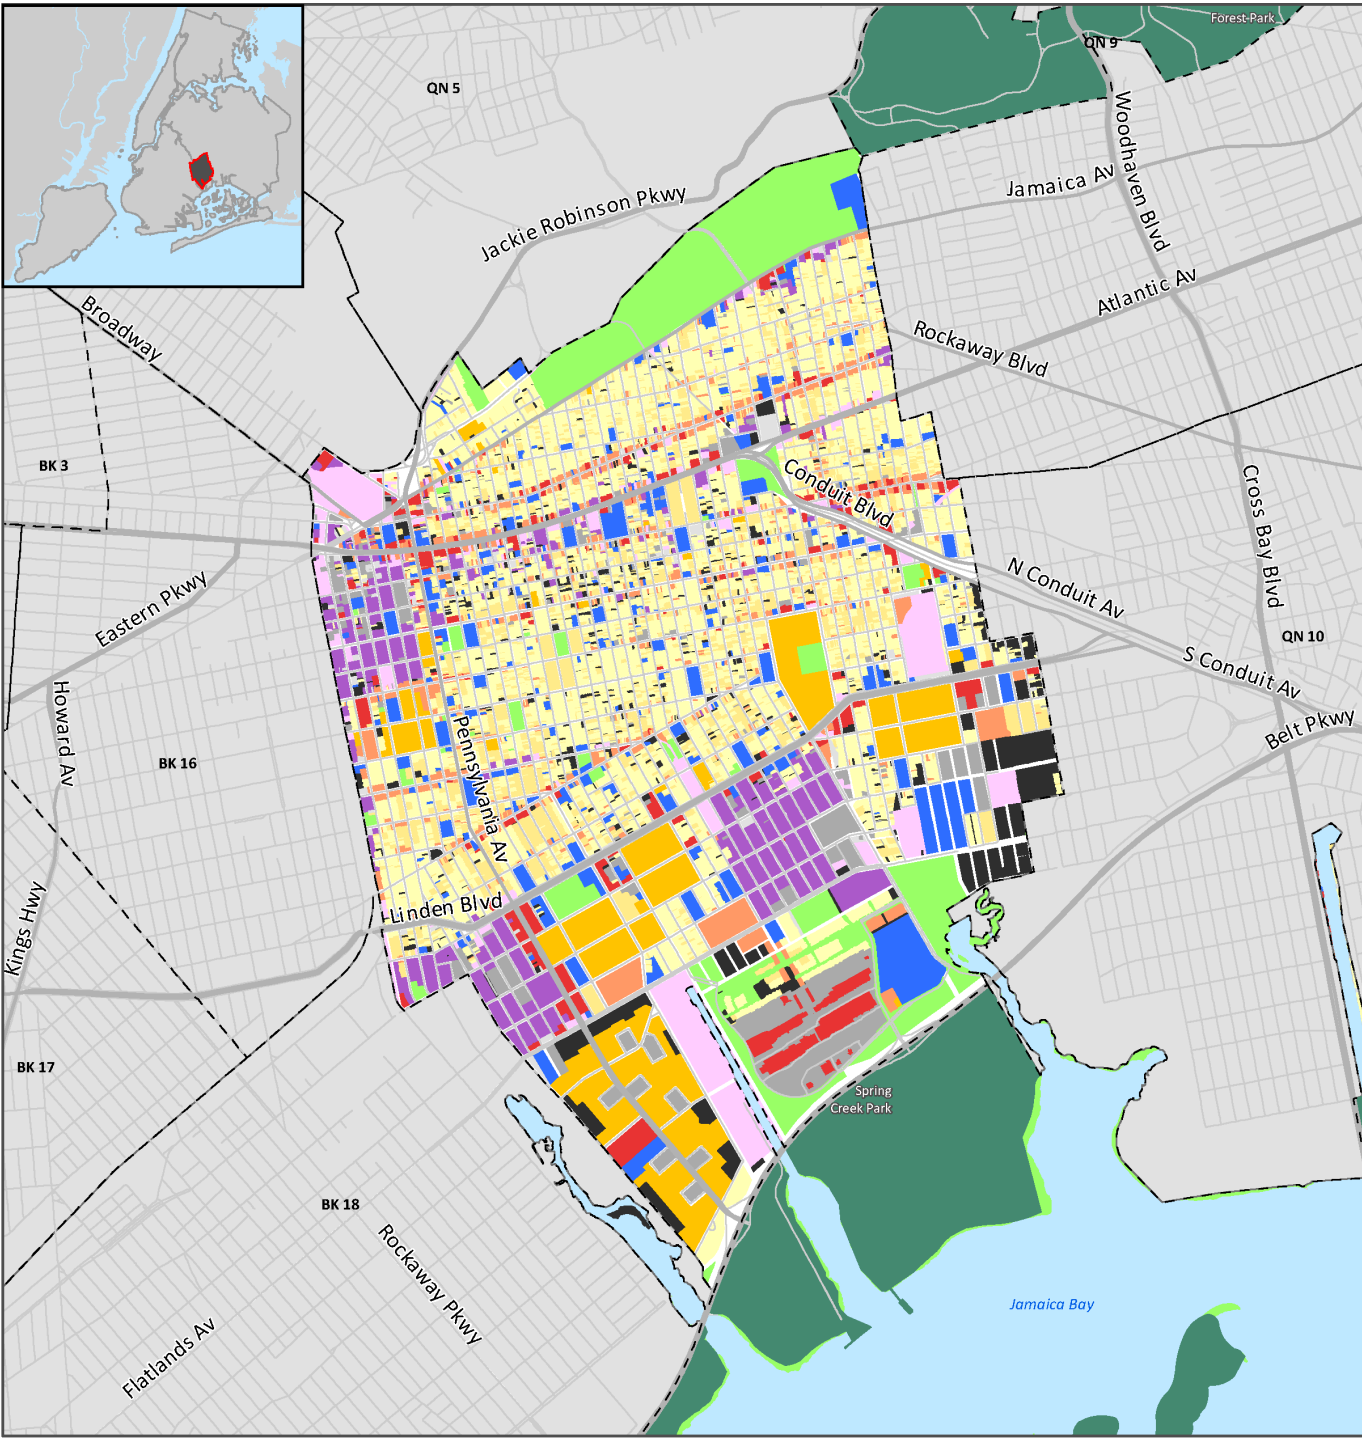 Forest Park
QN 9
QN 5
Woodhaven Blvd
Jamaica Av
Jackie Robinson Pkwy
Atlantic Av
Broadway
Rockaway Blvd
BK 3
Conduit Blvd
Cross Bay Blvd
Eastern Pkwy
N Conduit Av
QN 10
S Conduit Av
Howard Av
Pennsylvania Av
Belt Pkwy
BK 16
Linden Blvd
Kings Hwy
BK 17
Spring
Creek Park
BK 18
Rockaway Pkwy
Jamaica Bay
Flatlands Av